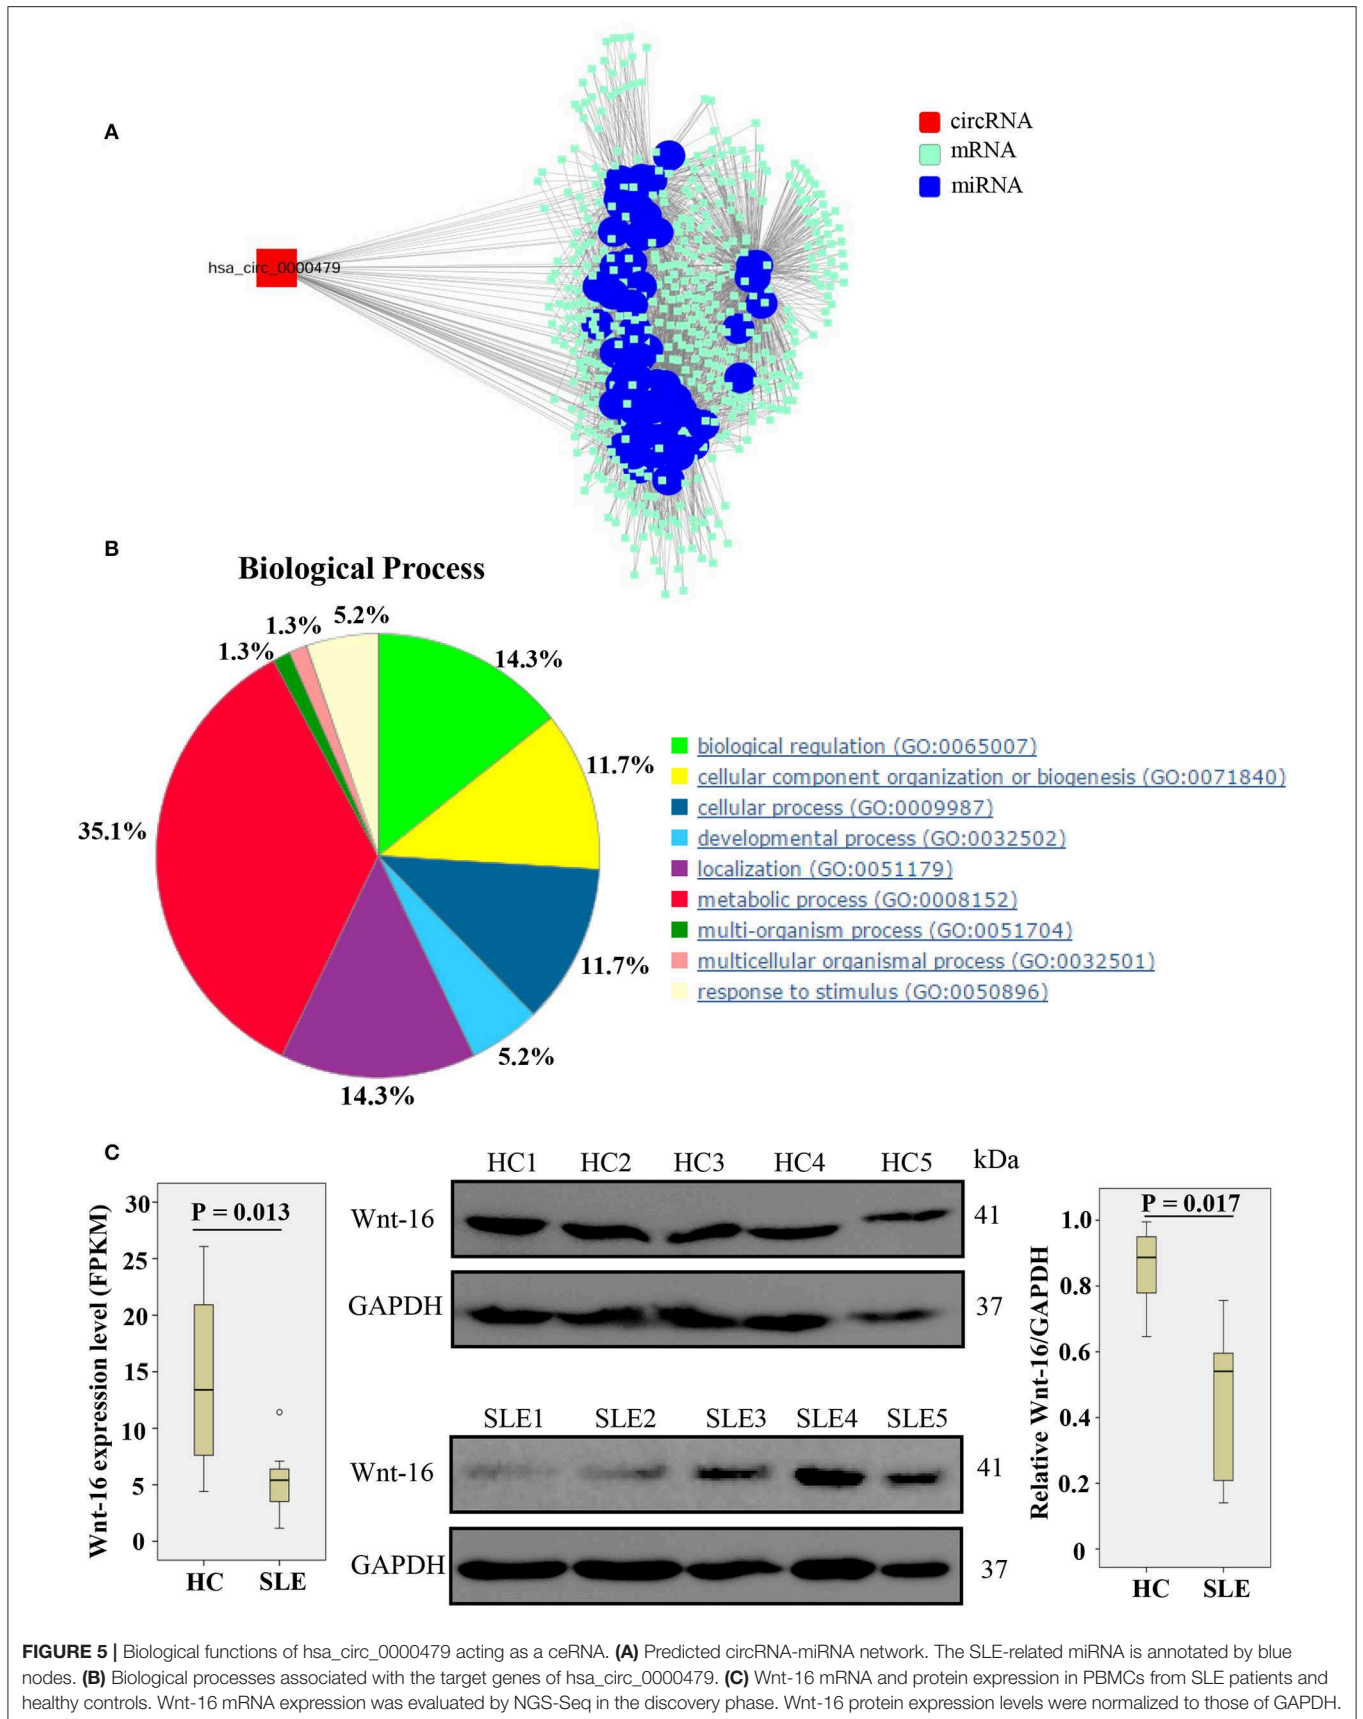 A
circRNA
mRNA
miRNA
hsa_circ_0000479
B
Biological Process
5.2%
1.3%
1.3%
14.3%
11.7%
35.1%
11.7%
5.2%
14.3%
biological regulation (GO:0065007)
cellular component organization or biogenesis (GO:0071840)
cellular process (GO:0009987)
developmental process (GO:0032502)
localization (GO:0051179)
metabolic process (GO:0008152)
multi-organism process (GO:0051704)
multicellular organismal process (GO:0032501)
response to stimulus (GO:0050896)
C
Wnt-16 expression level (FPKM)
30
25
20
15
10
5
0
P = 0.013
HC SLE
HC1 HC2 HC3 HC4 HC5 kDa
Wnt-16 41
GAPDH 37
SLE1 SLE2 SLE3 SLE4 SLE5
Wnt-16 41
GAPDH 37
Relative Wnt-16/GAPDH
1.0
0.8
0.6
0.4
0.2
0
P = 0.017
HC SLE
FIGURE 5 | Biological functions of hsa_circ_0000479 acting as a ceRNA. (A) Predicted circRNA-miRNA network. The SLE-related miRNA is annotated by blue
nodes. (B) Biological processes associated with the target genes of hsa_circ_0000479. (C) Wnt-16 mRNA and protein expression in PBMCs from SLE patients and
healthy controls. Wnt-16 mRNA expression was evaluated by NGS-Seq in the discovery phase. Wnt-16 protein expression levels were normalized to those of GAPDH.